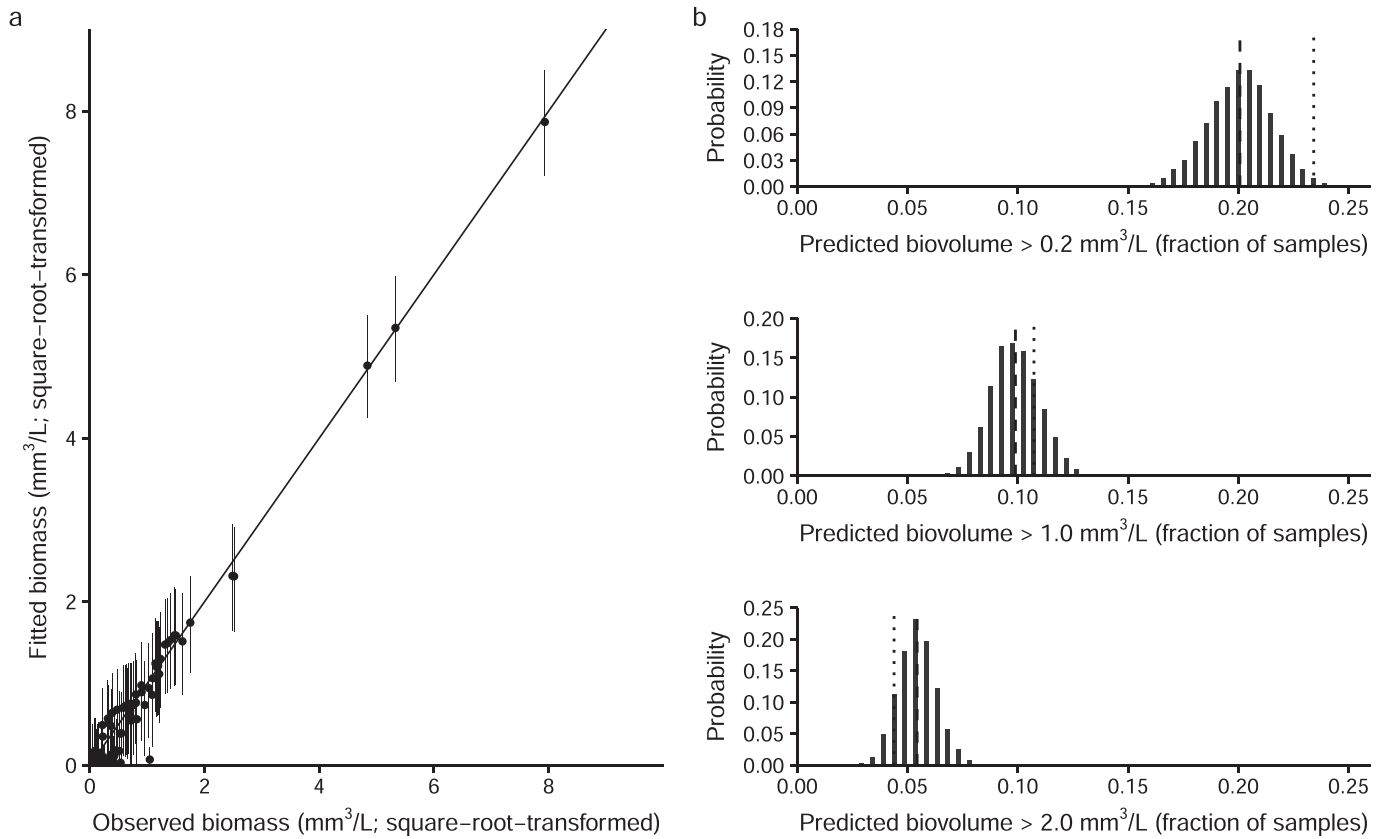 a
Fitted biomass (mm³/L; square−root−transformed)
8
6
4
2
0
0 2 4 6 8
Observed biomass (mm³/L; square−root−transformed)
b
Probability
0.18
0.15
0.12
0.09
0.06
0.03
0.00
0.00 0.05 0.10 0.15 0.20 0.25
Predicted biovolume > 0.2 mm³/L (fraction of samples)
Probability
0.20
0.15
0.10
0.05
0.00
0.00 0.05 0.10 0.15 0.20 0.25
Predicted biovolume > 1.0 mm³/L (fraction of samples)
Probability
0.25
0.20
0.15
0.10
0.05
0.00
0.00 0.05 0.10 0.15 0.20 0.25
Predicted biovolume > 2.0 mm³/L (fraction of samples)